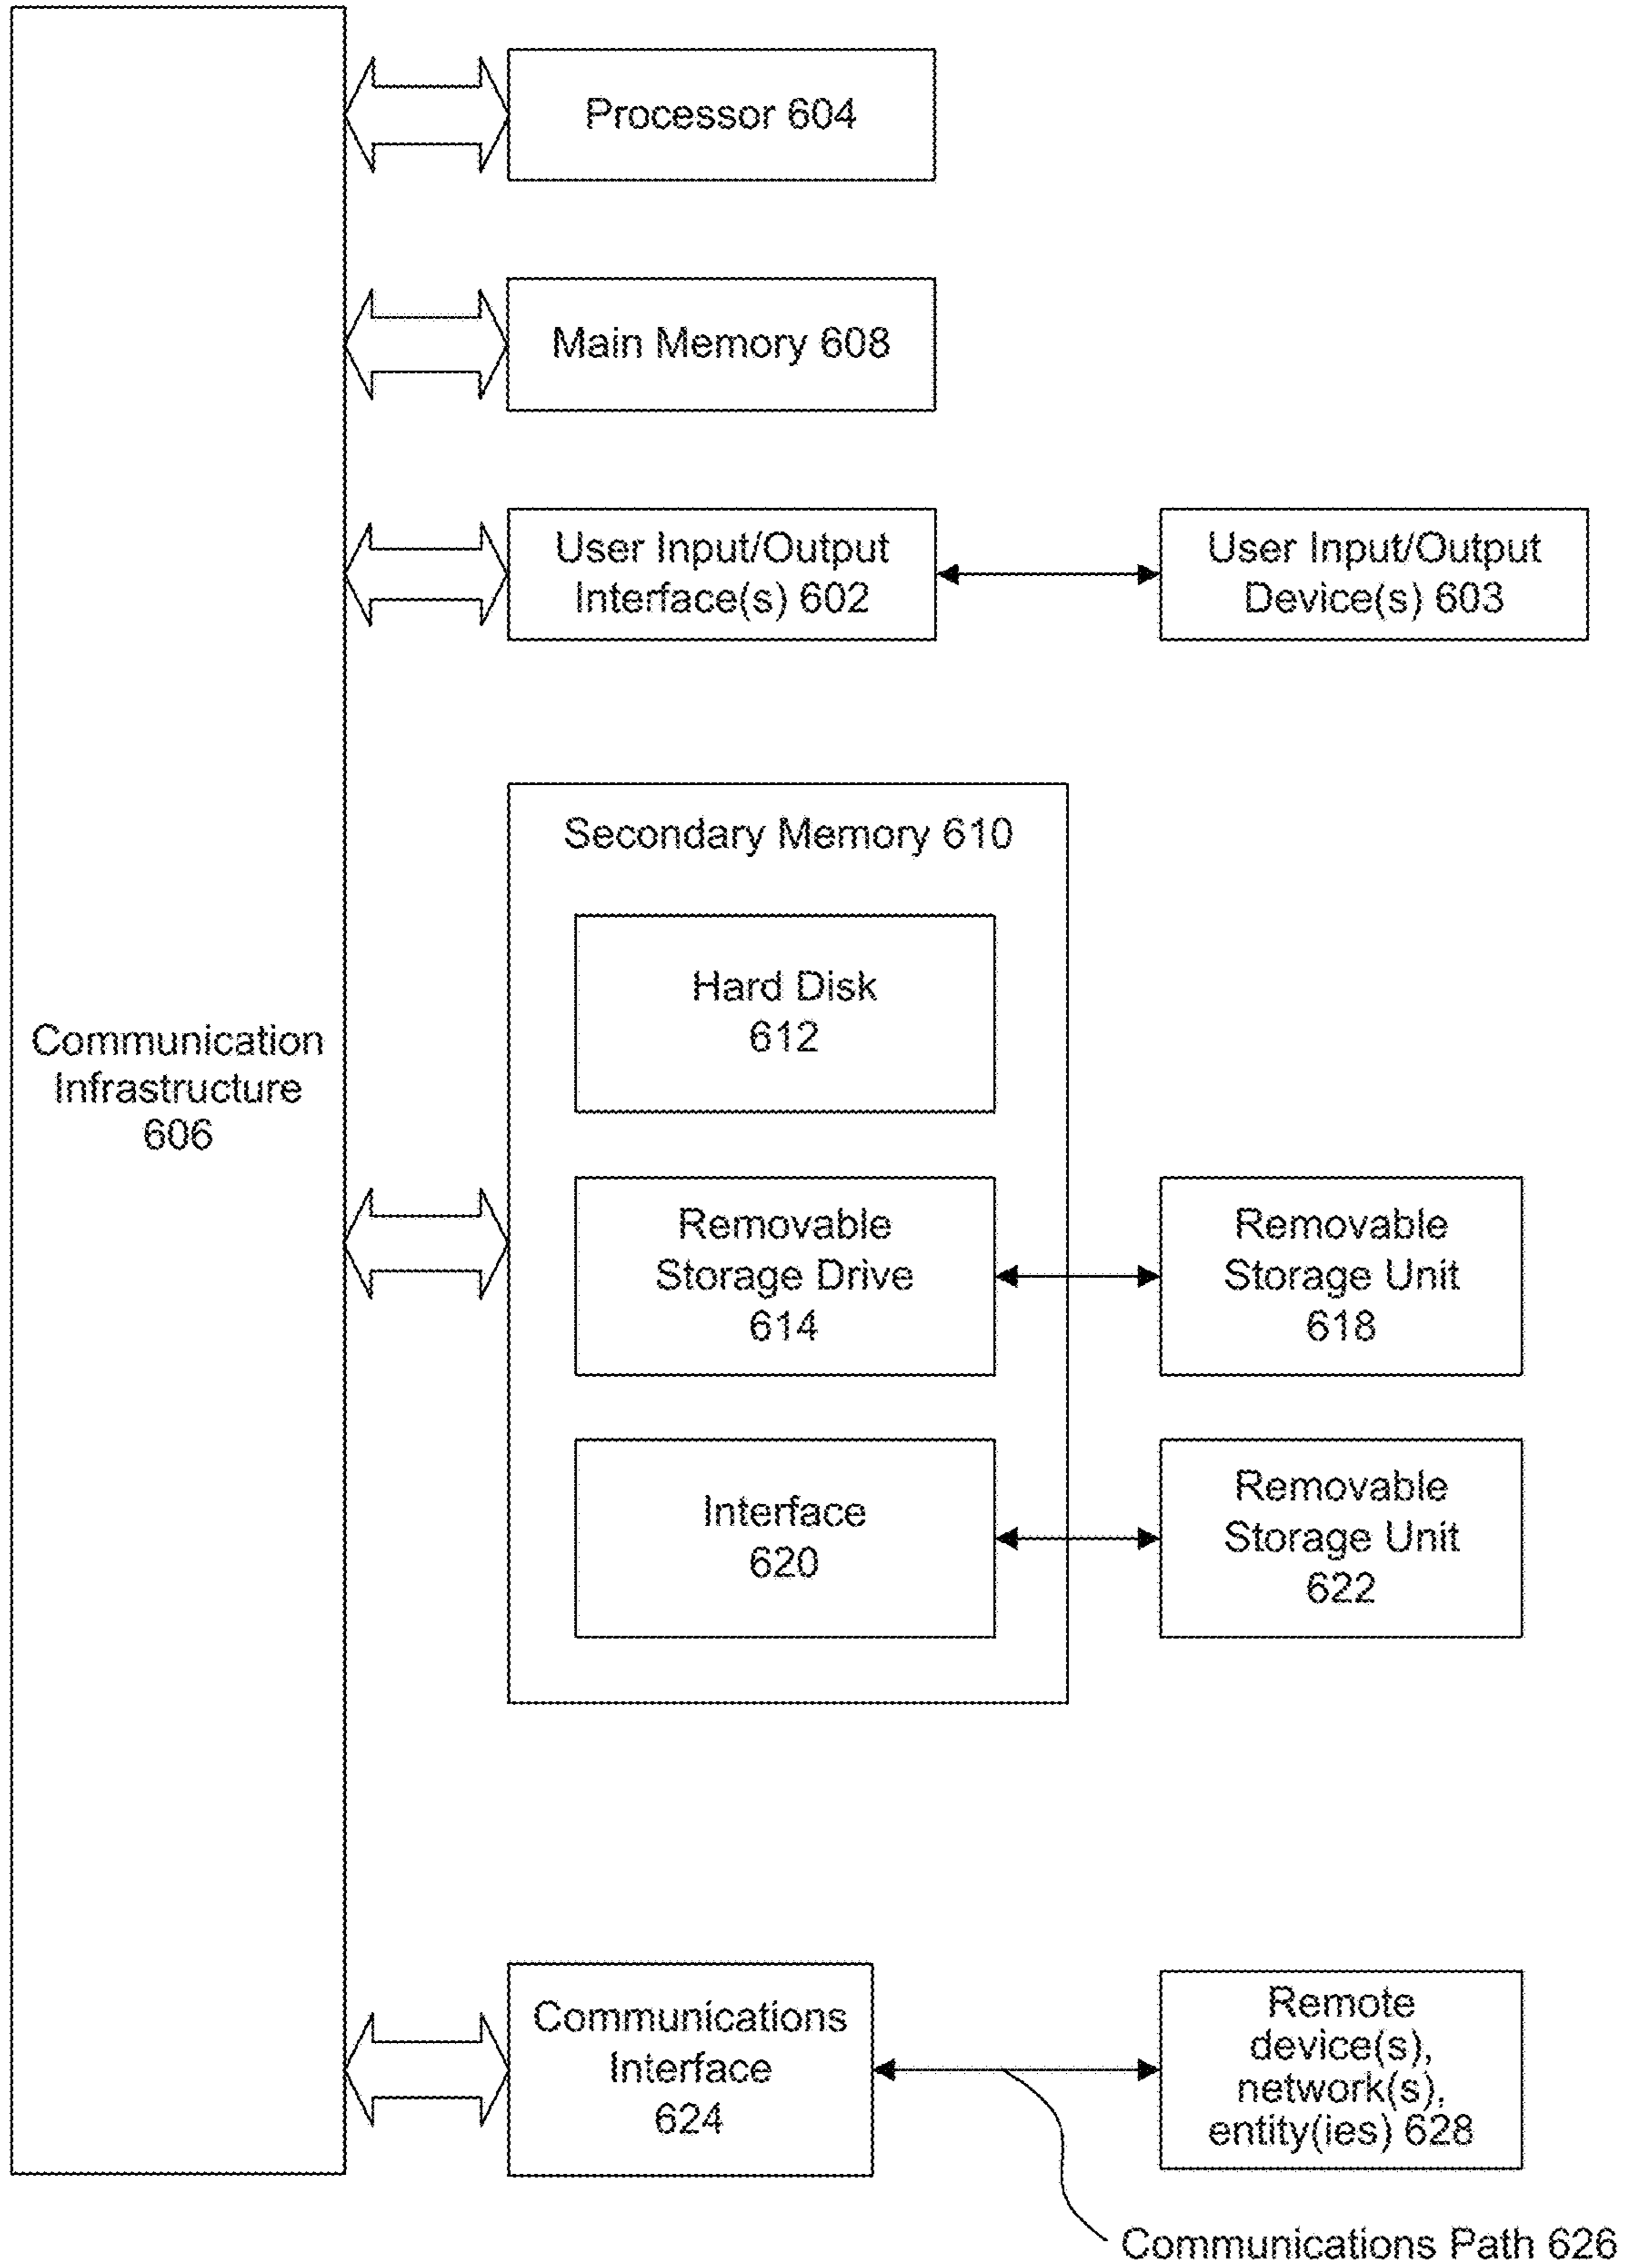 Processor 604
Main Memory 608
User Input/Output
Interface(s) 602
User Input/Output
Device(s) 603
Secondary Memory 610
Hard Disk
612
Communication
Infrastructure
606
Removable
Storage Drive
614
Removable
Storage Unit
618
Interface
620
Removable
Storage Unit
622
Communications
Interface
624
Remote
device(s),
network(s),
entity(ies) 628
Communications Path 626